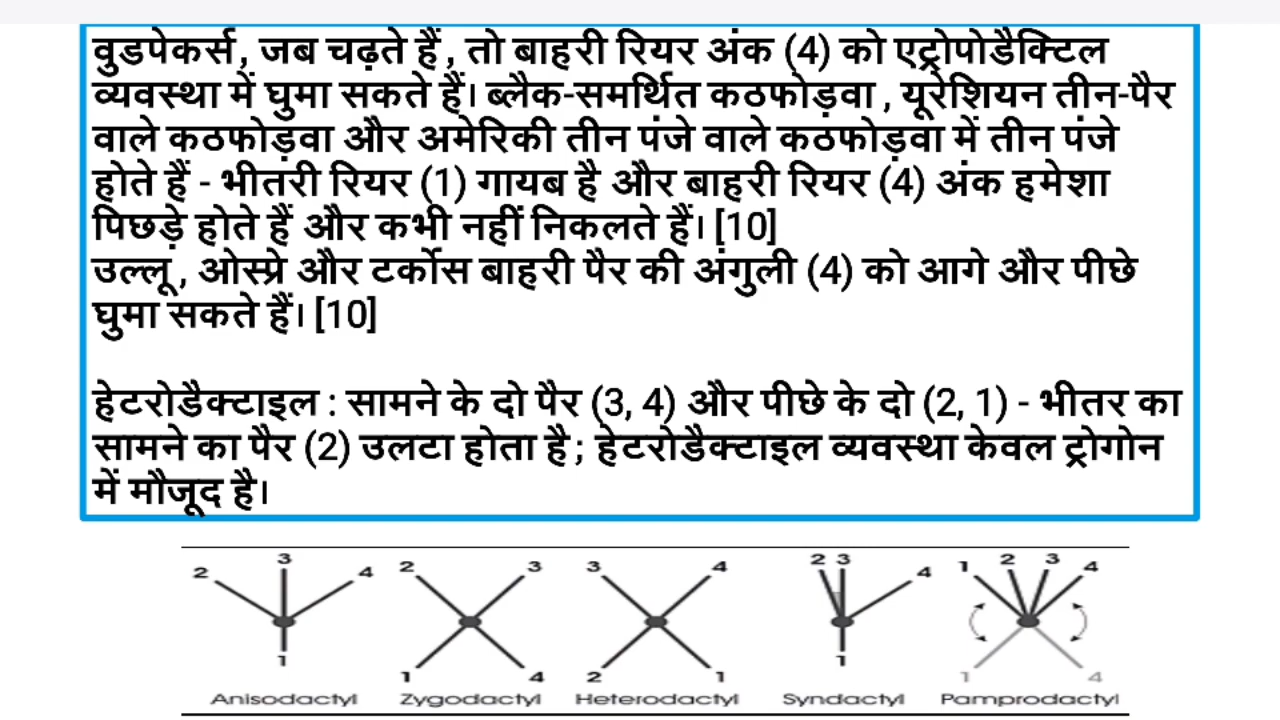 वुडपेकर्स, जब चढ़ते हैं, तो बाहरी रियर अंक (4) को एट्रोपोडैक्टिल
व्यवस्था में घुमा सकते हैं। ब्लैक-समर्थित कठफोड़वा, यूरेशियन तीन-पैर
वाले कठफोड़वा और अमेरिकी तीन पंजे वाले कठफोड़वा में तीन पंजे
होते हैं - भीतरी रियर (1) गायब है और बाहरी रियर (4) अंक हमेशा
पिछड़े होते हैं और कभी नहीं निकलते हैं। [10]
उल्लू, ओस्प्रे और टर्कोस बाहरी पैर की अंगुली (4) को आगे और पीछे
घुमा सकते हैं। [10]
हेटरोडैक्टाइल : सामने के दो पैर (3, 4) और पीछे के दो (2, 1) - भीतर का
सामने का पैर (2) उलटा होता है; हेटरोडैक्टाइल व्यवस्था केवल ट्रोगोन
में मौजूद है।
2 3 4 2 3 3 4 2 3 4 1 2 3 4
1 1 4 2 1 1 1 4
Anisodactyl Zygodactyl Heterodactyl Syndactyl Pamprodactyl